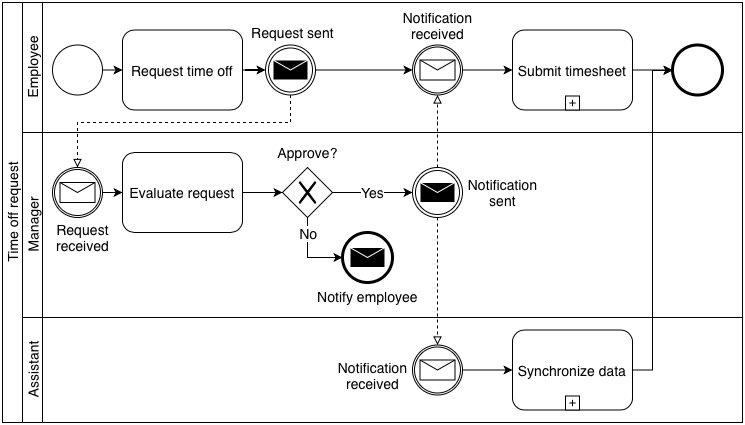 Time off request
Employee
Request time off
Request sent
Notification
received
Submit timesheet
Manager
Request
received
Evaluate request
Approve?
Yes
No
Notify employee
Notification
sent
Assistant
Notification
received
Synchronize data